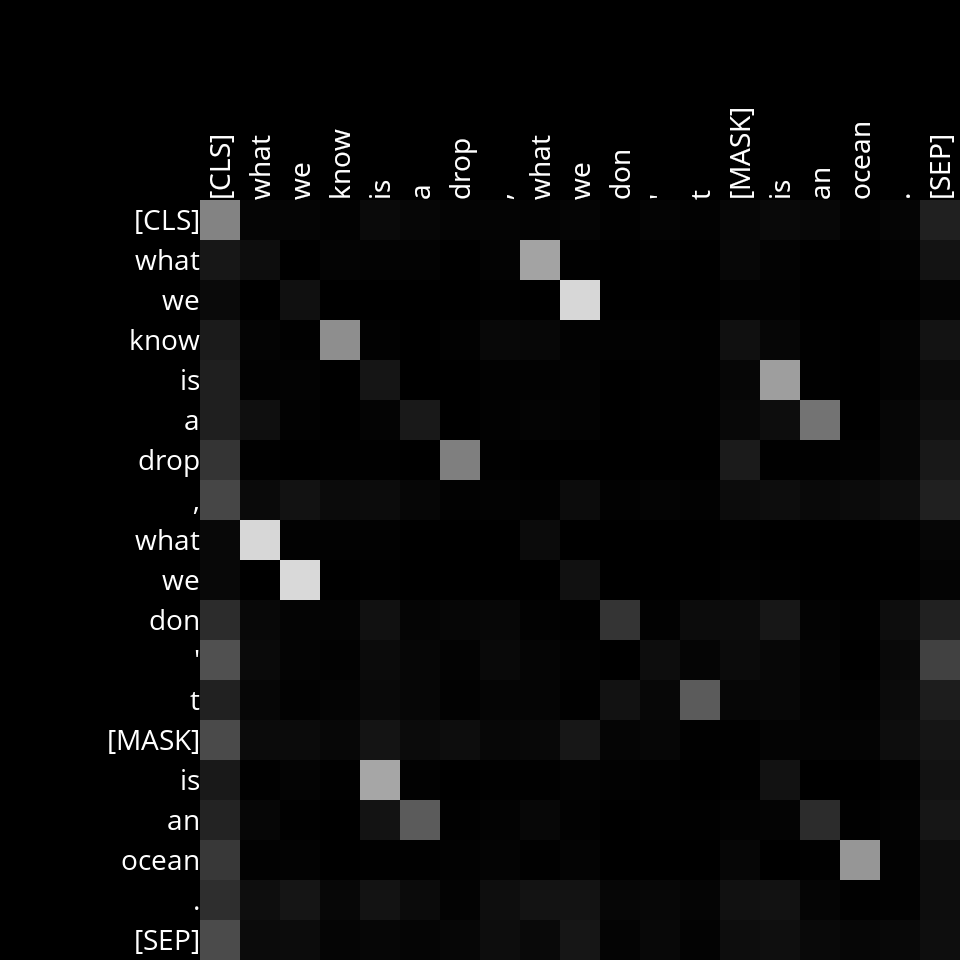 [CLS] what we know is a drop , what we don ' t [MASK] is an ocean . [SEP]
[CLS]
what
we
know
is
a
drop
,
what
we
don
'
t
[MASK]
is
an
ocean
.
[SEP]